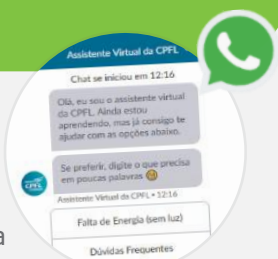 Assistente Virtual da CPFL
Chat se iniciou em 12:16
Olá, eu sou o assistente virtual
da CPFL. Ainda estou
aprendendo, mas já consigo te
ajudar com as opções abaixo.
Se preferir, digite o que precisa
em poucas palavras
CPFL
Assistente Virtual da CPFL • 12:16
Falta de Energia (sem luz)
Dúvidas Frequentes
a